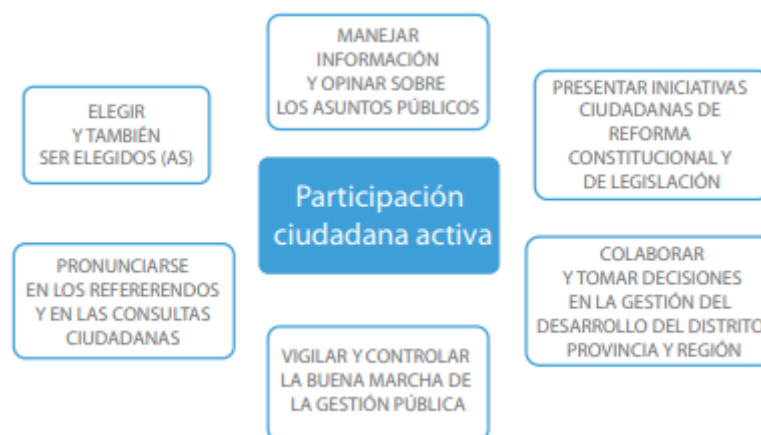 MANEJAR
INFORMACIÓN
Y OPINAR SOBRE
LOS ASUNTOS PÚBLICOS
ELEGIR
Y TAMBIÉN
SER ELEGIDOS (AS)
PRESENTAR INICIATIVAS
CIUDADANAS DE
REFORMA
CONSTITUCIONAL Y
DE LEGISLACIÓN
Participación
ciudadana activa
PRONUNCIARSE
EN LOS REFERERENDOS
Y EN LAS CONSULTAS
CIUDADANAS
COLABORAR
Y TOMAR DECISIONES
EN LA GESTIÓN DEL
DESARROLLO DEL DISTRITO
PROVINCIA Y REGIÓN
VIGILAR Y CONTROLAR
LA BUENA MARCHA DE
LA GESTIÓN PÚBLICA